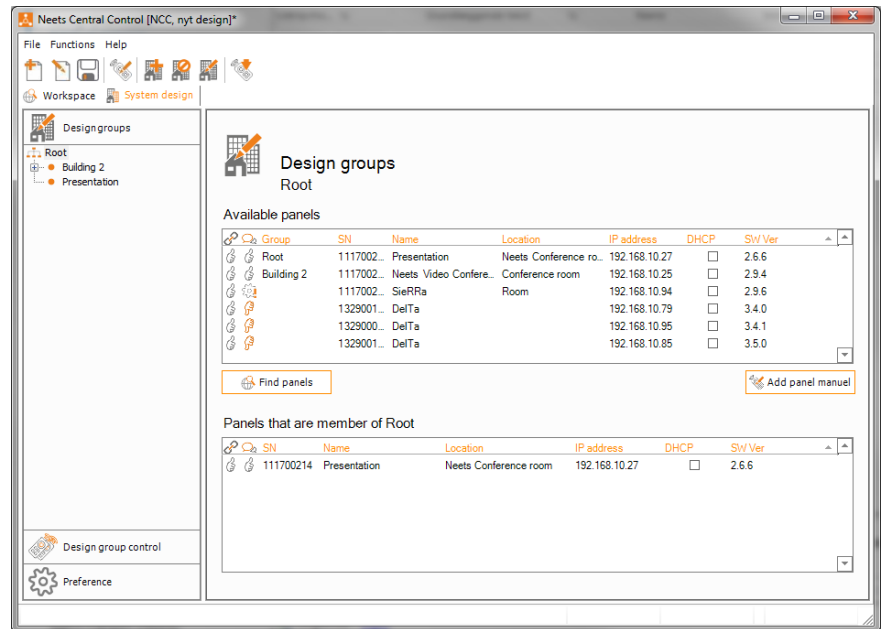 Neets Central Control [NCC, nyt design]*
File Functions Help
Workspace System design
Design groups
Root
Building 2
Presentation
Design groups
Root
Available panels
Group SN Name Location IP address DHCP SW Ver
Root 1117002... Presentation Neets Conference ro... 192.168.10.27 2.6.6
Building 2 1117002... Neets Video Confere... Conference room 192.168.10.25 2.9.4
1117002... SieRRa Room 192.168.10.94 2.9.6
1329001... DelTa 192.168.10.79 3.4.0
1329000... DelTa 192.168.10.95 3.4.1
1329001... DelTa 192.168.10.85 3.5.0
Find panels Add panel manuel
Panels that are member of Root
SN Name Location IP address DHCP SW Ver
111700214 Presentation Neets Conference room 192.168.10.27 2.6.6
Design group control
Preference